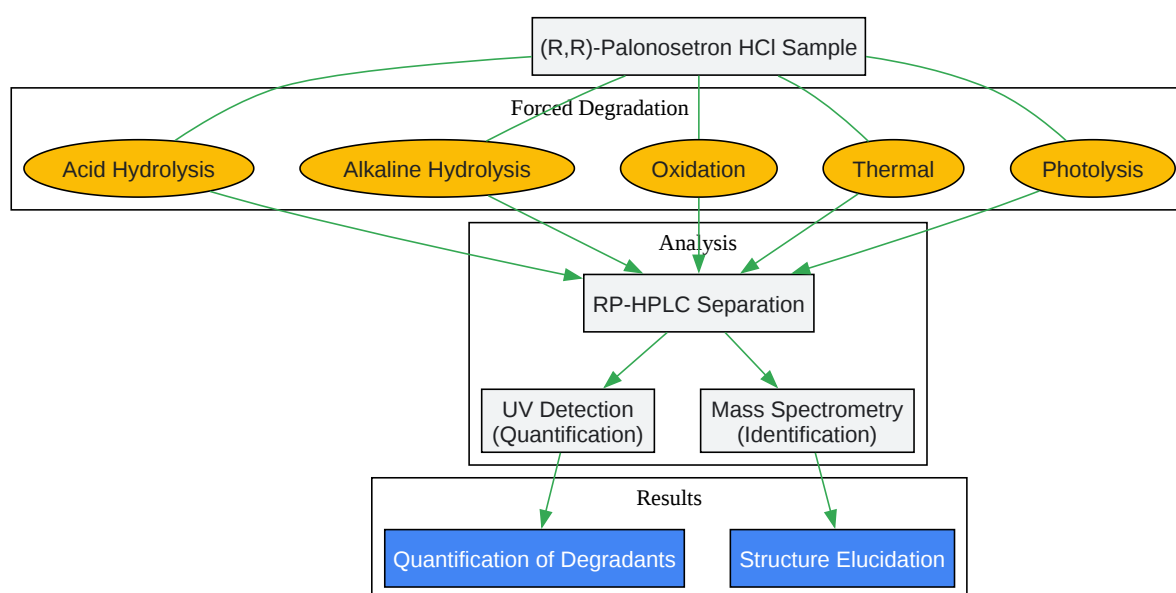 (R,R)-Palonosetron HCl Sample
Forced Degradation
Acid Hydrolysis
Alkaline Hydrolysis
Oxidation
Thermal
Photolysis
Analysis
RP-HPLC Separation
UV Detection
(Quantification)
Mass Spectrometry
(Identification)
Results
Quantification of Degradants
Structure Elucidation